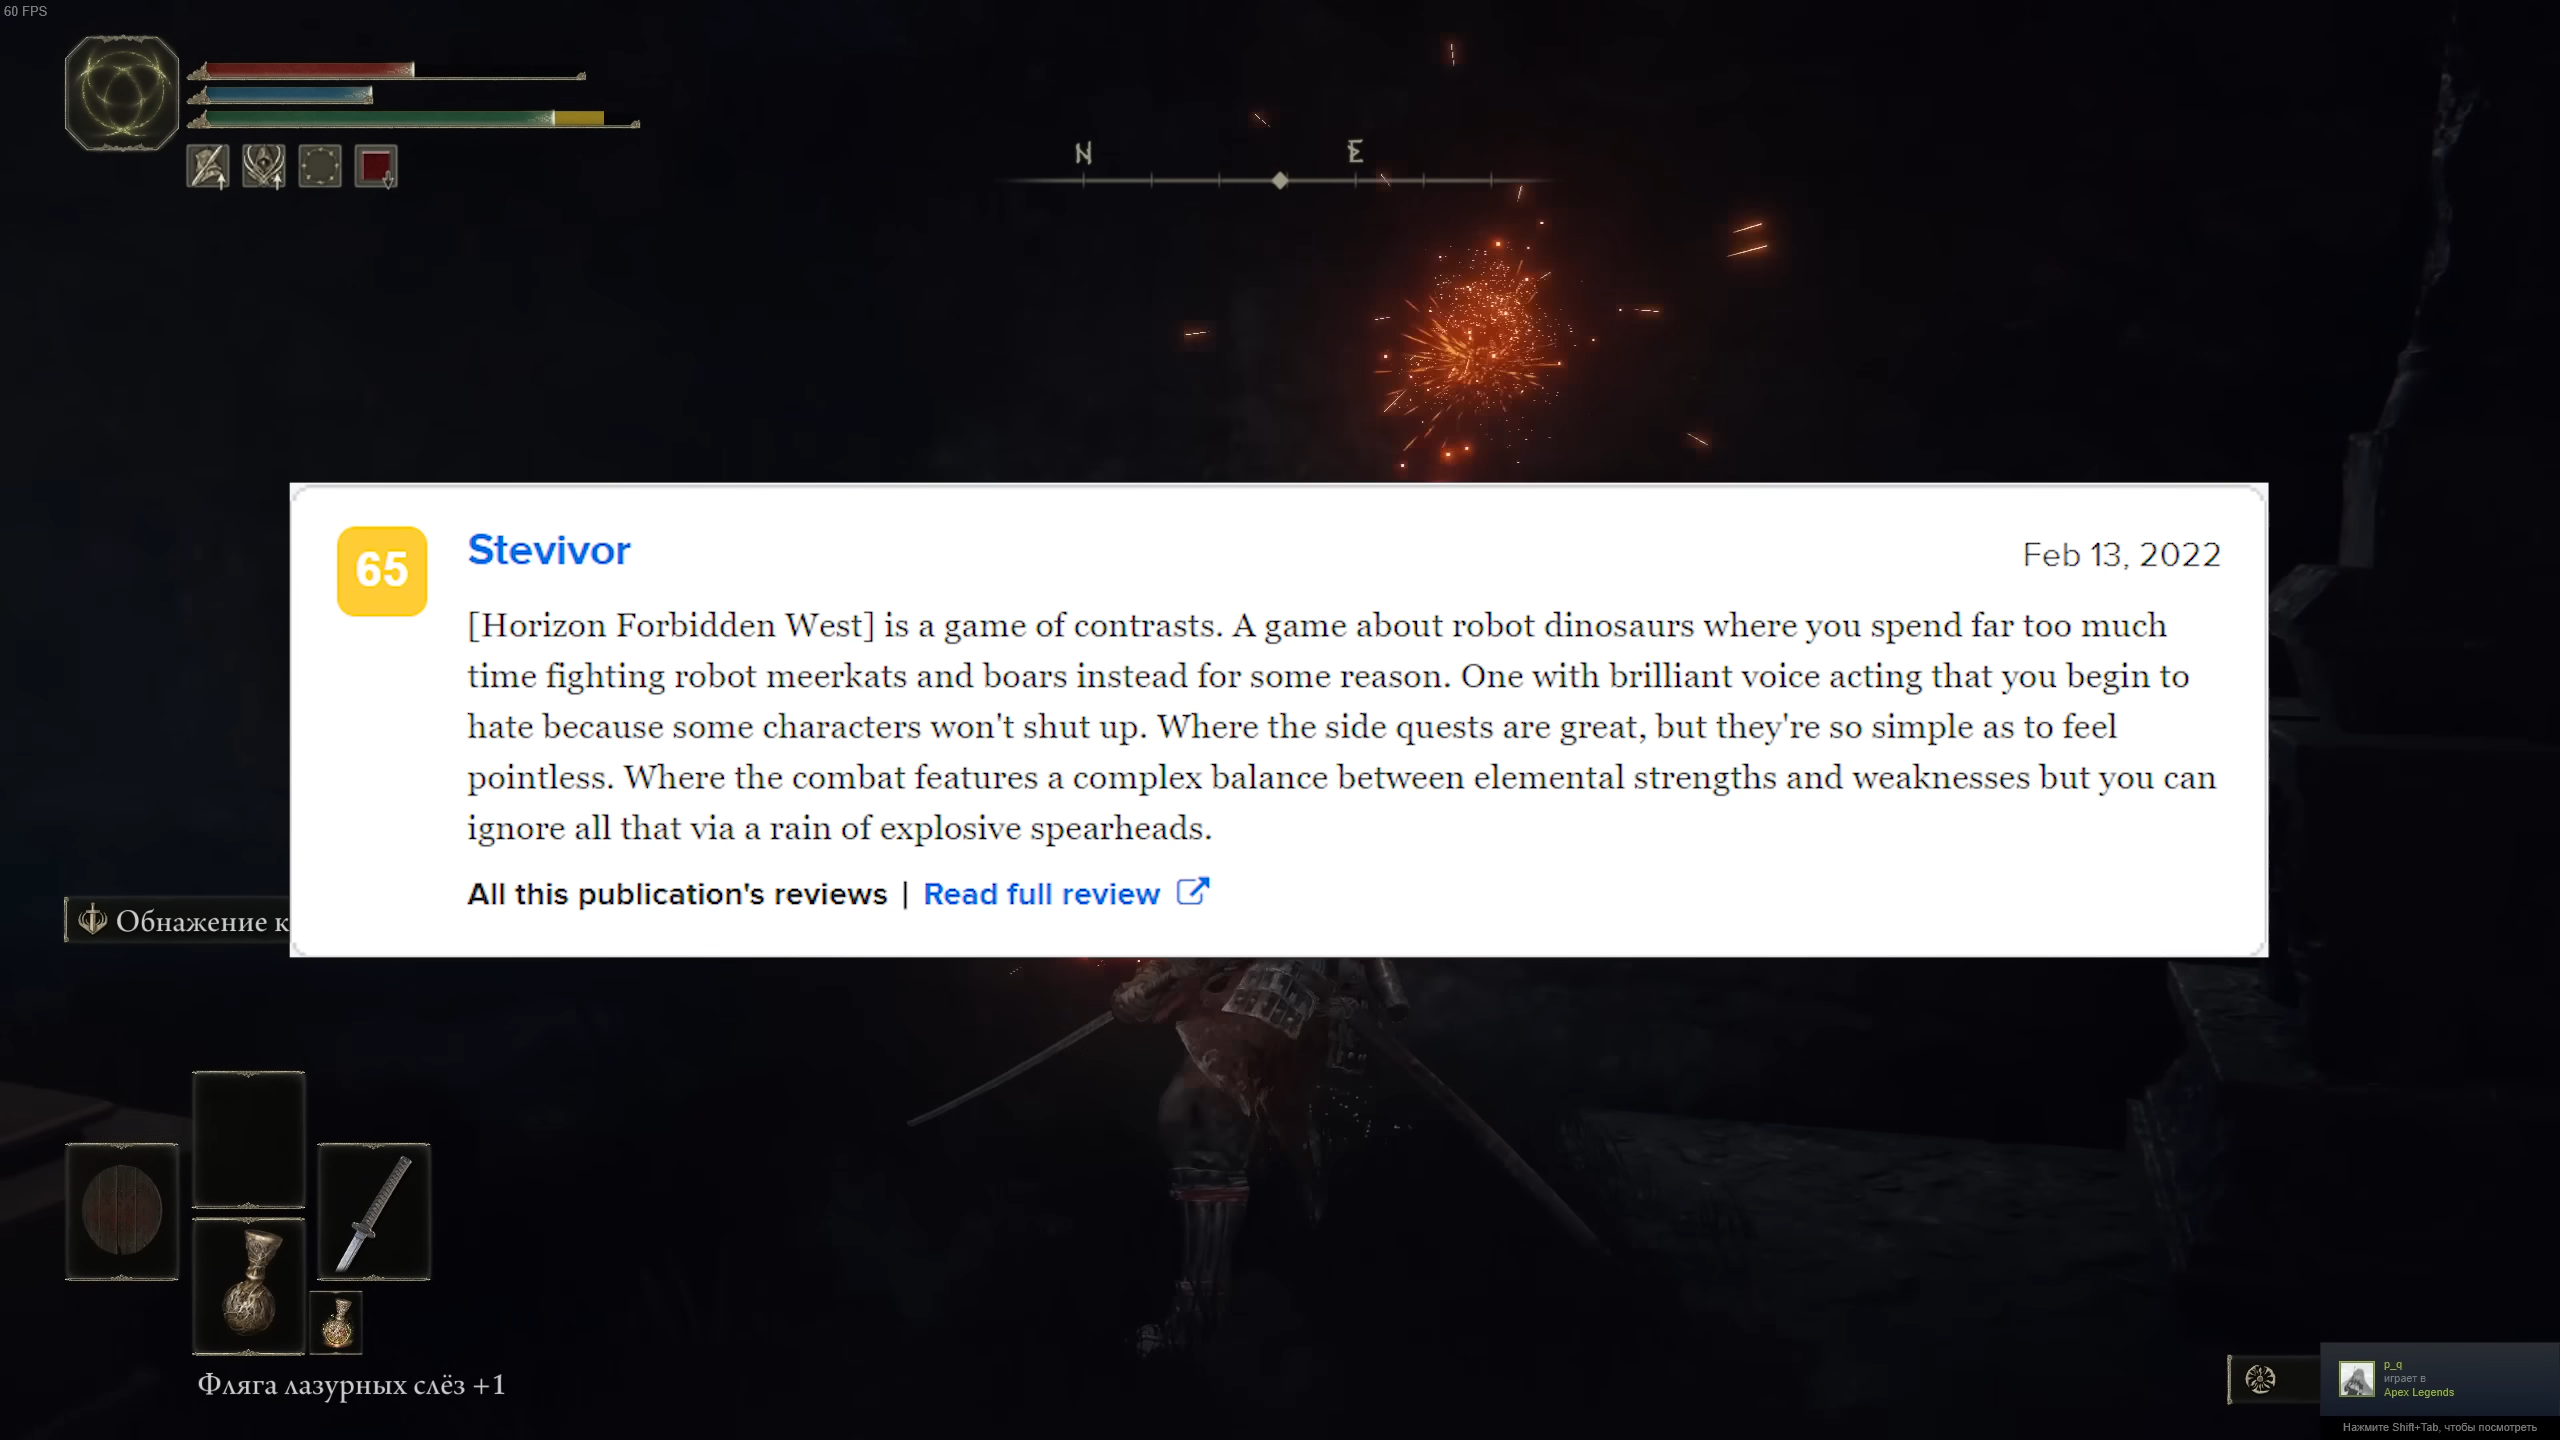 60 FPS
N E
65
Stevivor
Feb 13, 2022
[Horizon Forbidden West] is a game of contrasts. A game about robot dinosaurs where you spend far too much
time fighting robot meerkats and boars instead for some reason. One with brilliant voice acting that you begin to
hate because some characters won't shut up. Where the side quests are great, but they're so simple as to feel
pointless. Where the combat features a complex balance between elemental strengths and weaknesses but you can
ignore all that via a rain of explosive spearheads.
All this publication's reviews | Read full review
Обнажение к
Фляга лазурных слёз +1
p_q
играет в
Apex Legends
Нажмите Shift+Tab, чтобы посмотреть